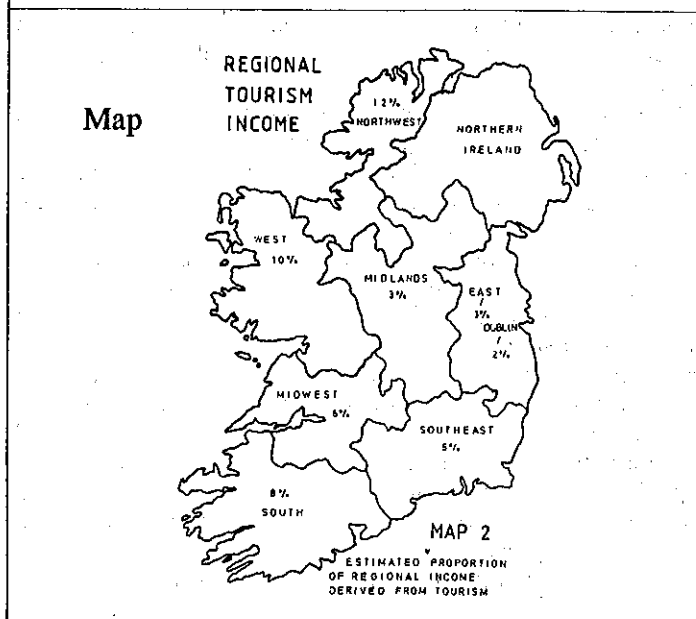 REGIONAL
TOURISM
INCOME
Map
12%
NORTHWEST
NORTHERN
IRELAND
WEST
10%
MIDLANDS
3%
EAST
/
3%
DUBLIN
/
2%
MIDWEST
6%
SOUTHEAST
5%
8%
SOUTH
MAP 2
ESTIMATED PROPORTION
OF REGIONAL INCOME
DERIVED FROM TOURISM